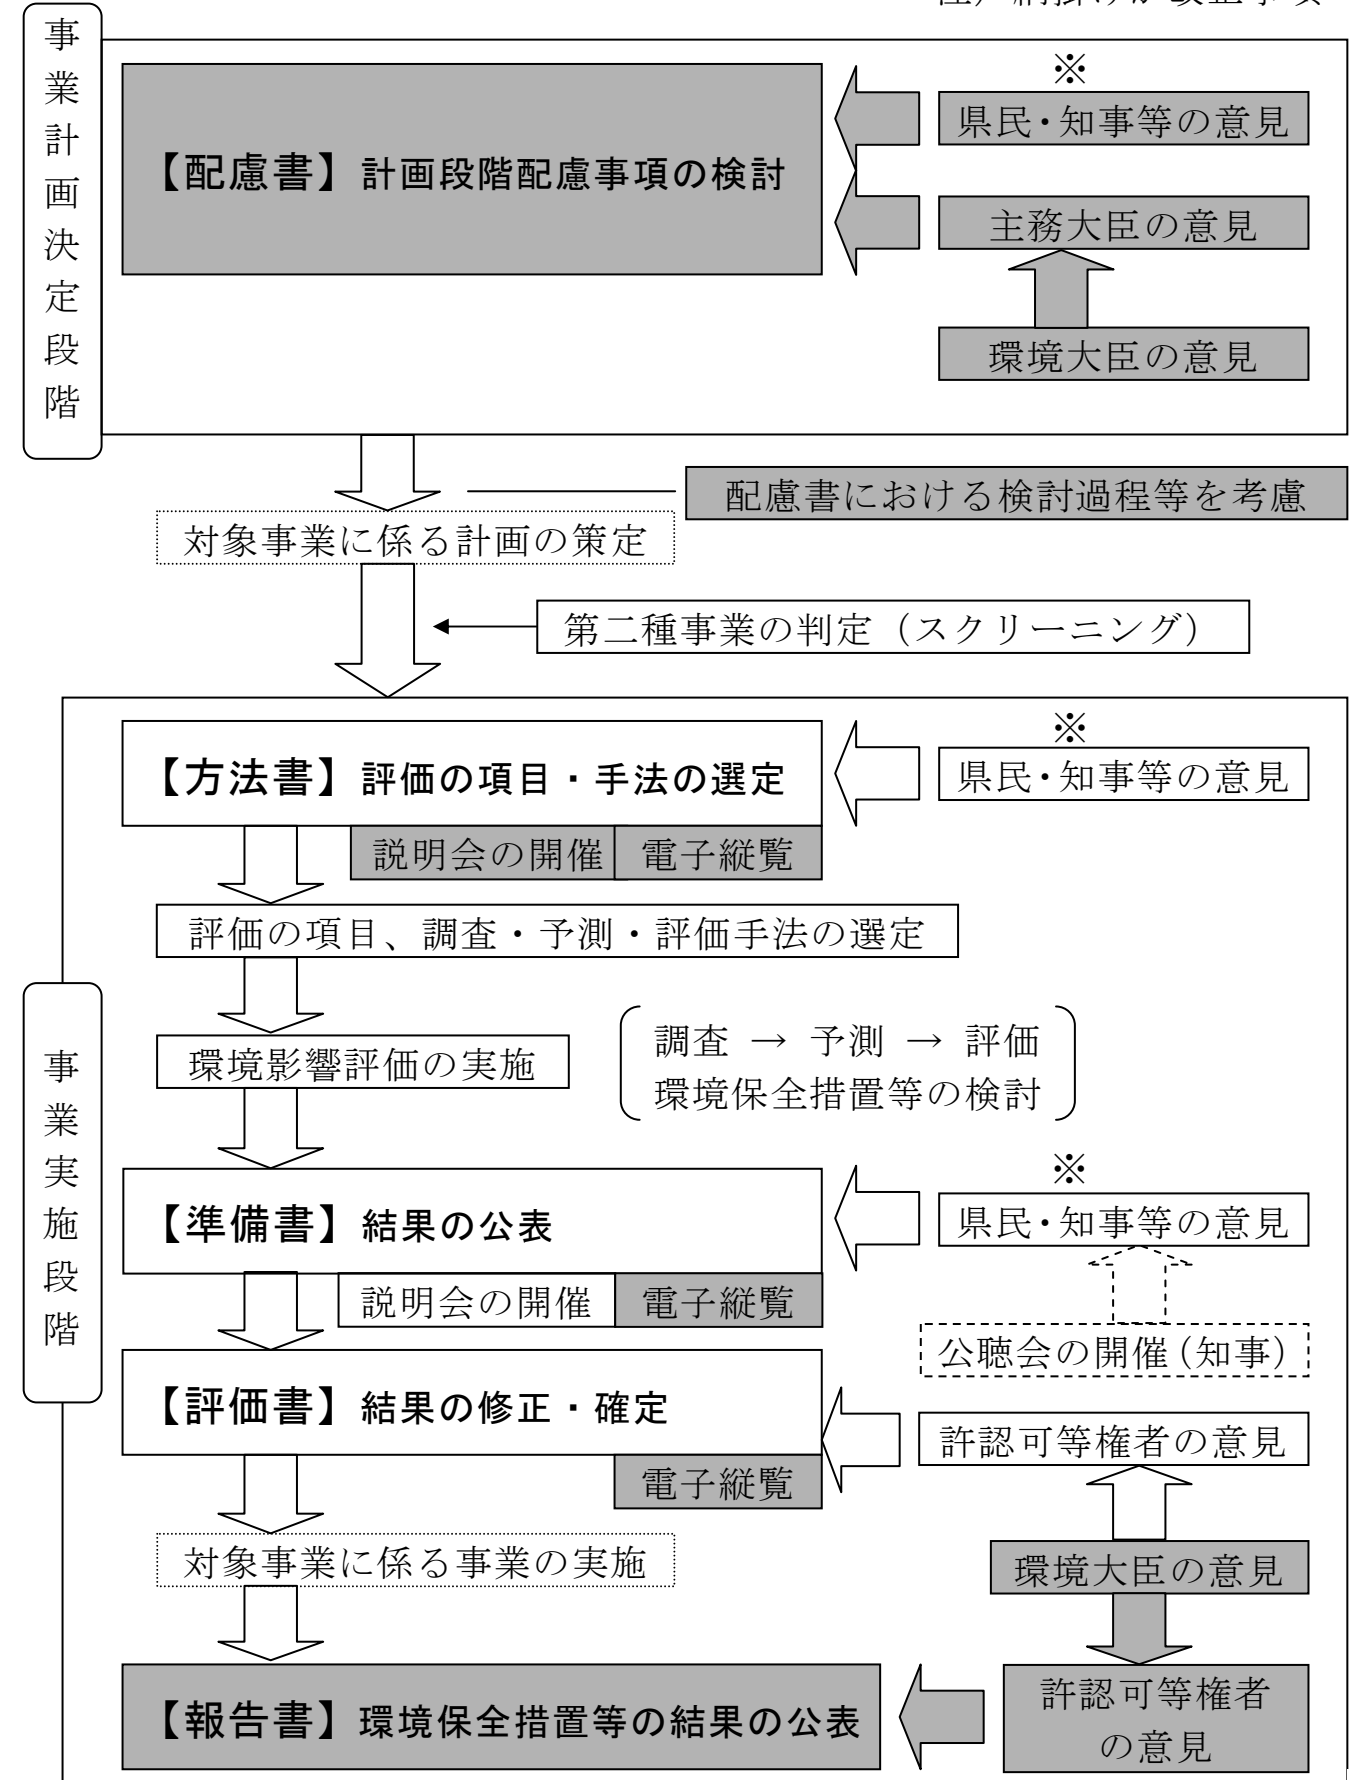 事業計画決定段階
※
【配慮書】計画段階配慮事項の検討
県民・知事等の意見
主務大臣の意見
環境大臣の意見
配慮書における検討過程等を考慮
対象事業に係る計画の策定
第二種事業の判定（スクリーニング）
事業実施段階
※
【方法書】評価の項目・手法の選定
県民・知事等の意見
説明会の開催
電子縦覧
評価の項目、調査・予測・評価手法の選定
環境影響評価の実施
調査 → 予測 → 評価
環境保全措置等の検討
※
【準備書】結果の公表
県民・知事等の意見
説明会の開催
電子縦覧
公聴会の開催（知事）
【評価書】結果の修正・確定
許認可等権者の意見
電子縦覧
対象事業に係る事業の実施
環境大臣の意見
【報告書】環境保全措置等の結果の公表
許認可等権者
の意見